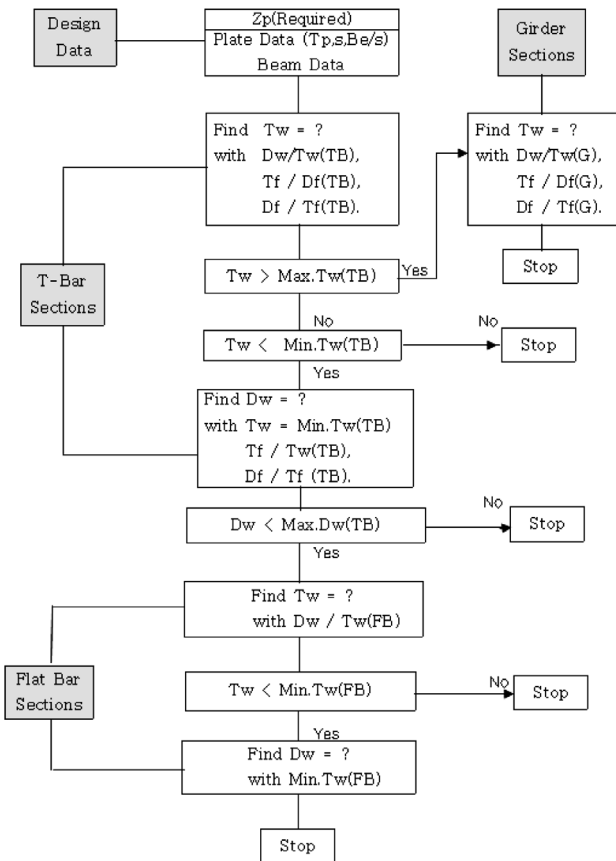 Design
Data
Zp(Required)
Plate Data (Tp,s,Be/s)
Beam Data
Girder
Sections
Find Tw = ?
with Dw/Tw(TB),
Tf / Df(TB),
Df / Tf(TB).
Find Tw = ?
with Dw/Tw(G),
Tf / Df(G),
Df / Tf(G).
T-Bar
Sections
Tw > Max.Tw(TB)
Yes
Stop
No
Tw < Min.Tw(TB)
No
Stop
Yes
Find Dw = ?
with Tw = Min.Tw(TB)
Tf / Tw(TB),
Df / Tf (TB).
Dw < Max.Dw(TB)
No
Stop
Yes
Find Tw = ?
with Dw / Tw(FB)
Flat Bar
Sections
Tw < Min.Tw(FB)
No
Stop
Yes
Find Dw = ?
with Min.Tw(FB)
Stop